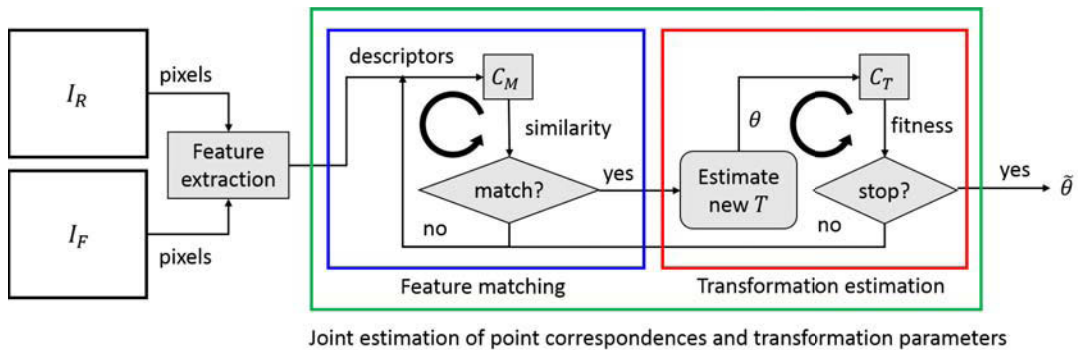 I_R
pixels
Feature
extraction
I_F
pixels
descriptors
C_M
similarity
match?
yes
no
Feature matching
θ
C_T
fitness
Estimate
new T
stop?
yes
no
θ̃
Transformation estimation
Joint estimation of point correspondences and transformation parameters